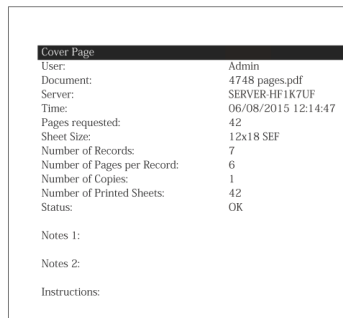 Cover Page
User: Admin
Document: 4748 pages.pdf
Server: SERVER-HF1K7UF
Time: 06/08/2015 12:14:47
Pages requested: 42
Sheet Size: 12x18 SEF
Number of Records: 7
Number of Pages per Record: 6
Number of Copies: 1
Number of Printed Sheets: 42
Status: OK
Notes 1:
Notes 2:
Instructions: